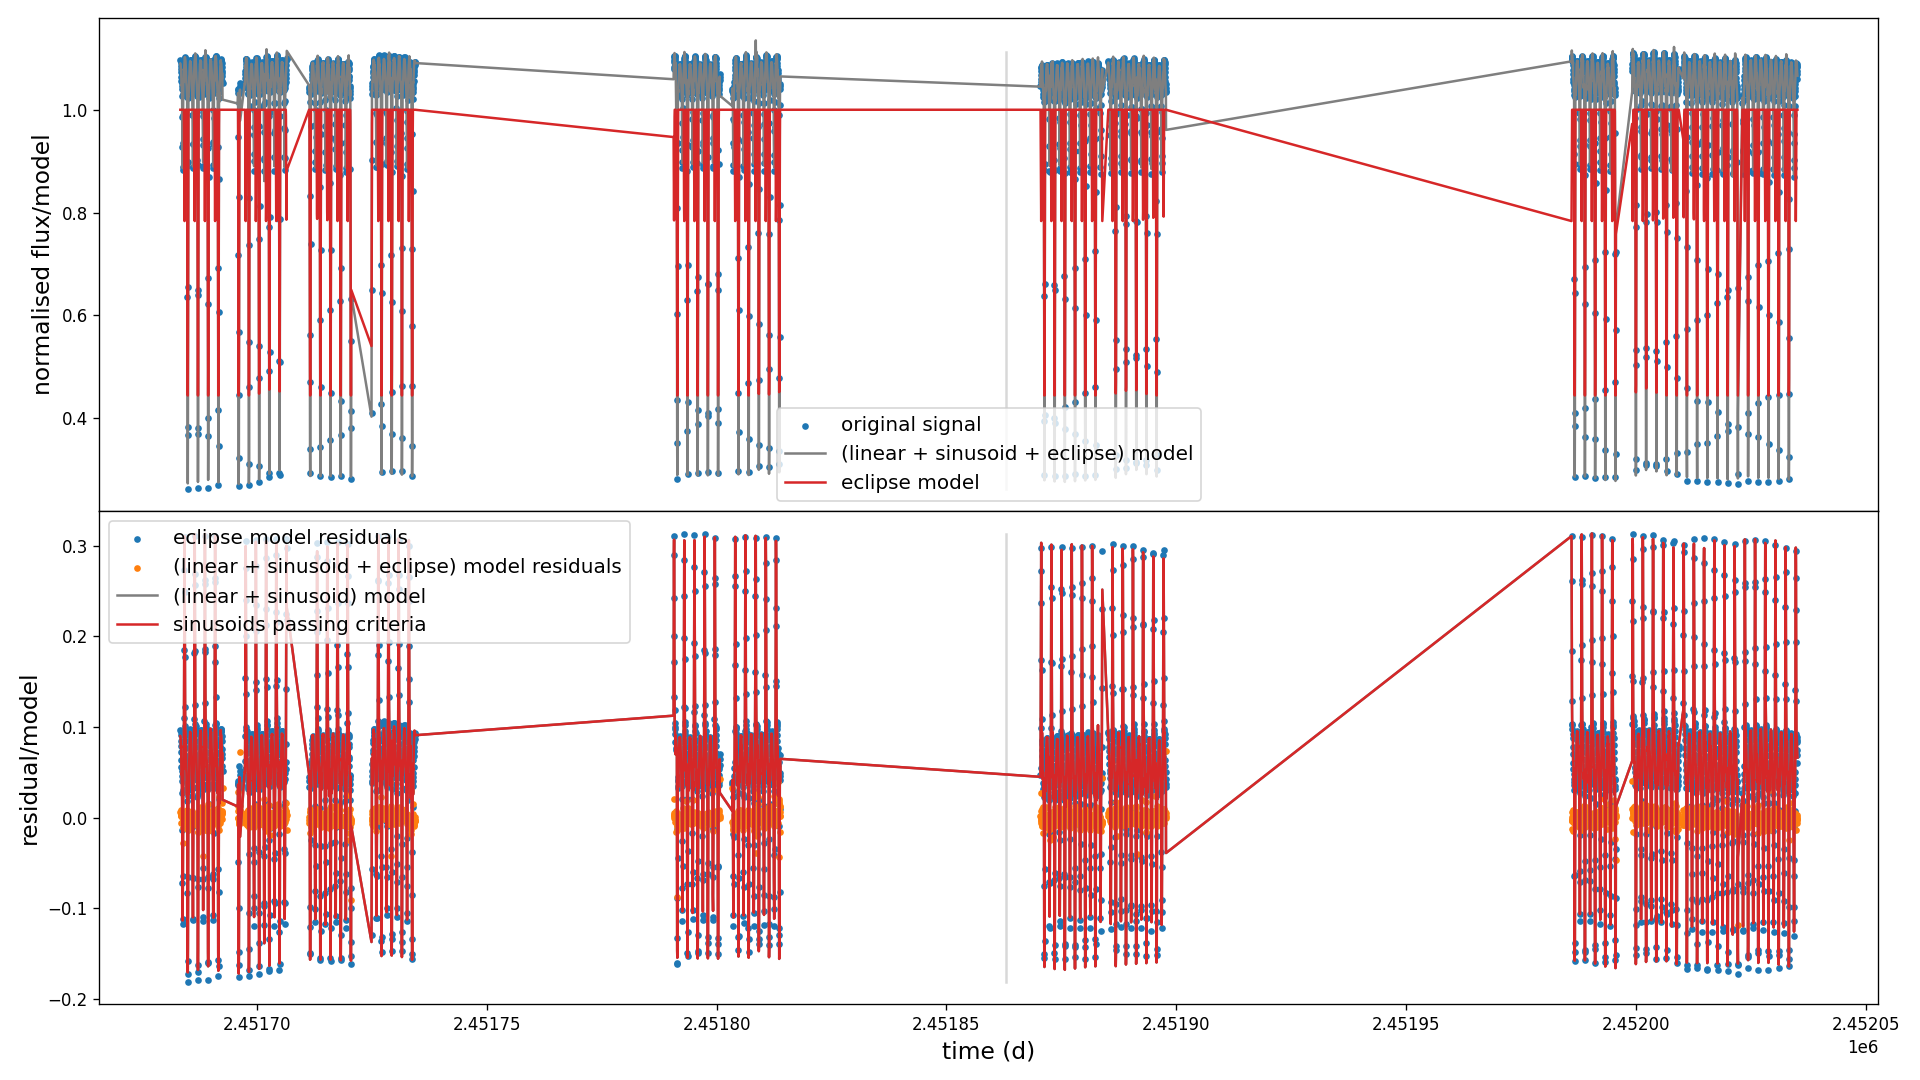 normalised flux/model
1.0
0.8
0.6
0.4
original signal
(linear + sinusoid + eclipse) model
eclipse model
residual/model
0.3
0.2
0.1
0.0
−0.1
−0.2
eclipse model residuals
(linear + sinusoid + eclipse) model residuals
(linear + sinusoid) model
sinusoids passing criteria
2.45170 2.45175 2.45180 2.45185 2.45190 2.45195 2.45200 2.45205
1e6
time (d)